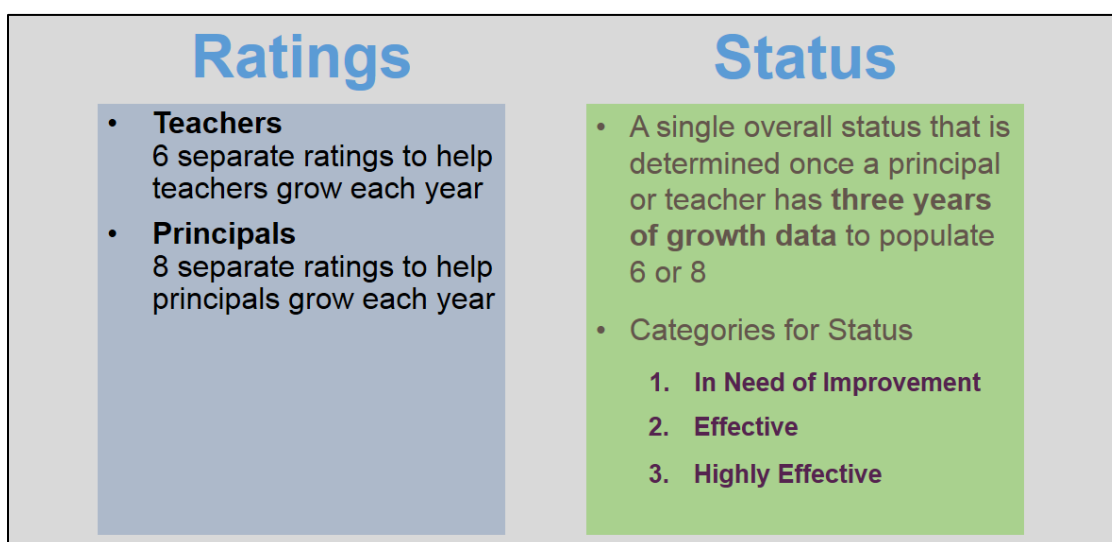 Ratings
• Teachers
6 separate ratings to help
teachers grow each year
• Principals
8 separate ratings to help
principals grow each year
Status
• A single overall status that is
determined once a principal
or teacher has three years
of growth data to populate
6 or 8
• Categories for Status
1. In Need of Improvement
2. Effective
3. Highly Effective